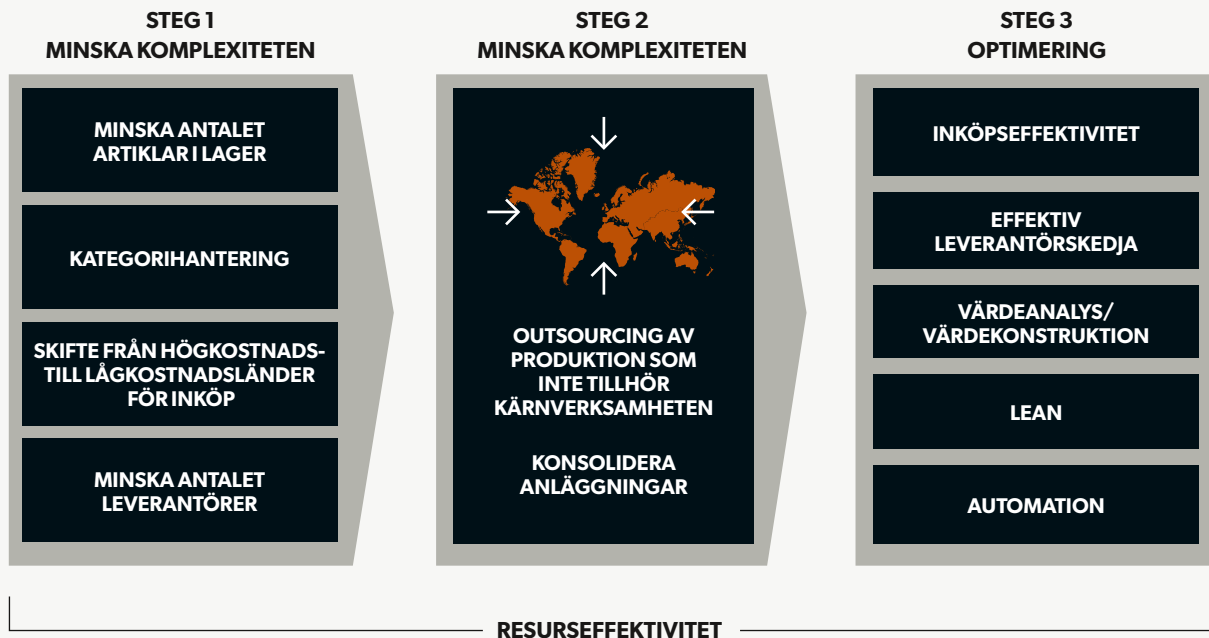 STEG 1
MINSKA KOMPLEXITETEN
MINSKA ANTALET
ARTIKLAR I LAGER
KATEGORIHANTERING
SKIFTE FRÅN HÖGKOSTNADS-
TILL LÅGKOSTNADSLÄNDER
FÖR INKÖP
MINSKA ANTALET
LEVERANTÖRER
STEG 2
MINSKA KOMPLEXITETEN
OUTSOURCING AV
PRODUKTION SOM
INTE TILLHÖR
KÄRNVERKSAMHETEN
KONSOLIDERA
ANLÄGGNINGAR
STEG 3
OPTIMERING
INKÖPSEFFEKTIVITET
EFFEKTIV
LEVERANTÖRSKEDJA
VÄRDEANALYS/
VÄRDEKONSTRUKTION
LEAN
AUTOMATION
RESURSEFFEKTIVITET